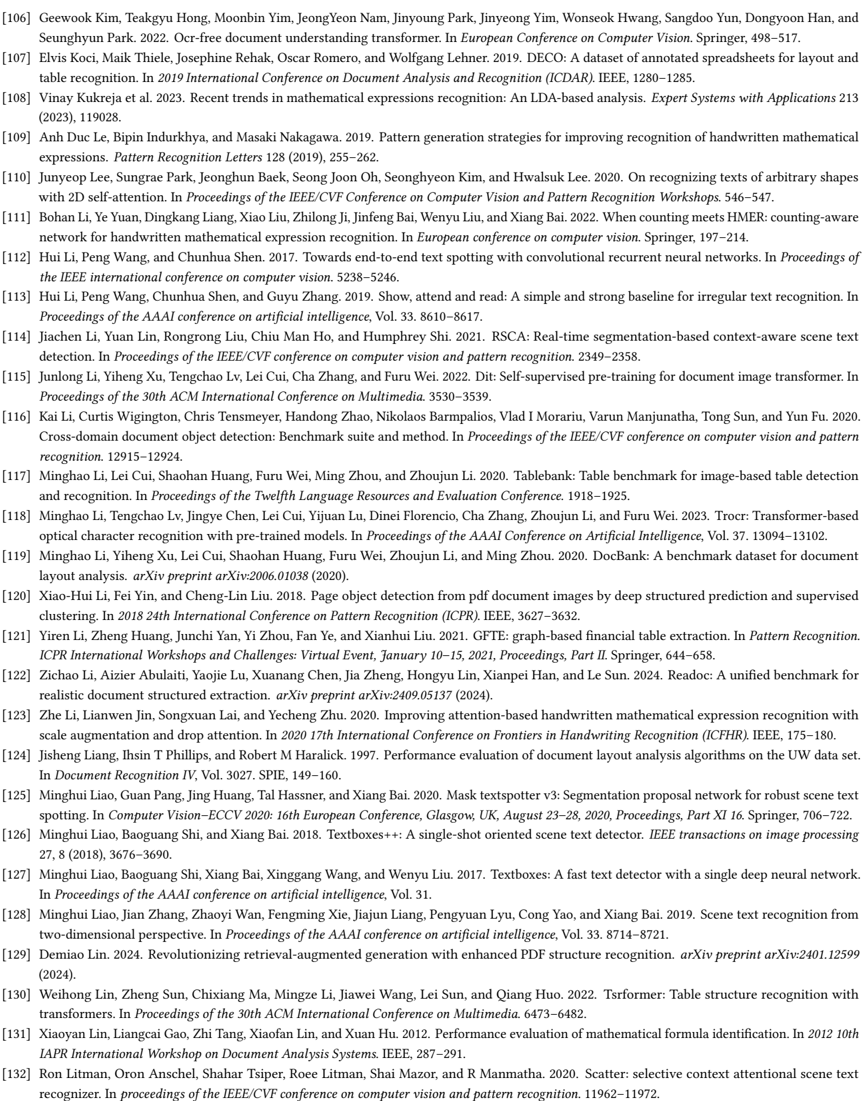 [106] Geewook Kim, Teakgyu Hong, Moonbin Yim, JeongYeon Nam, Jinyoung Park, Jinyeong Yim, Wonseok Hwang, Sangdoo Yun, Dongyoon Han, and
Seunghyun Park. 2022. Ocr-free document understanding transformer. In European Conference on Computer Vision. Springer, 498–517.
[107] Elvis Koci, Maik Thiele, Josephine Rehak, Oscar Romero, and Wolfgang Lehner. 2019. DECO: A dataset of annotated spreadsheets for layout and
table recognition. In 2019 International Conference on Document Analysis and Recognition (ICDAR). IEEE, 1280–1285.
[108] Vinay Kukreja et al. 2023. Recent trends in mathematical expressions recognition: An LDA-based analysis. Expert Systems with Applications 213
(2023), 119028.
[109] Anh Duc Le, Bipin Indurkhya, and Masaki Nakagawa. 2019. Pattern generation strategies for improving recognition of handwritten mathematical
expressions. Pattern Recognition Letters 128 (2019), 255–262.
[110] Junyeop Lee, Sungrae Park, Jeonghun Baek, Seong Joon Oh, Seonghyeon Kim, and Hwalsuk Lee. 2020. On recognizing texts of arbitrary shapes
with 2D self-attention. In Proceedings of the IEEE/CVF Conference on Computer Vision and Pattern Recognition Workshops. 546–547.
[111] Bohan Li, Ye Yuan, Dingkang Liang, Xiao Liu, Zhilong Ji, Jinfeng Bai, Wenyu Liu, and Xiang Bai. 2022. When counting meets HMER: counting-aware
network for handwritten mathematical expression recognition. In European conference on computer vision. Springer, 197–214.
[112] Hui Li, Peng Wang, and Chunhua Shen. 2017. Towards end-to-end text spotting with convolutional recurrent neural networks. In Proceedings of
the IEEE international conference on computer vision. 5238–5246.
[113] Hui Li, Peng Wang, Chunhua Shen, and Guyu Zhang. 2019. Show, attend and read: A simple and strong baseline for irregular text recognition. In
Proceedings of the AAAI conference on artificial intelligence, Vol. 33. 8610–8617.
[114] Jiachen Li, Yuan Lin, Rongrong Liu, Chiu Man Ho, and Humphrey Shi. 2021. RSCA: Real-time segmentation-based context-aware scene text
detection. In Proceedings of the IEEE/CVF conference on computer vision and pattern recognition. 2349–2358.
[115] Junlong Li, Yiheng Xu, Tengchao Lv, Lei Cui, Cha Zhang, and Furu Wei. 2022. Dit: Self-supervised pre-training for document image transformer. In
Proceedings of the 30th ACM International Conference on Multimedia. 3530–3539.
[116] Kai Li, Curtis Wigington, Chris Tensmeyer, Handong Zhao, Nikolaos Barmpalios, Vlad I Morariu, Varun Manjunatha, Tong Sun, and Yun Fu. 2020.
Cross-domain document object detection: Benchmark suite and method. In Proceedings of the IEEE/CVF conference on computer vision and pattern
recognition. 12915–12924.
[117] Minghao Li, Lei Cui, Shaohan Huang, Furu Wei, Ming Zhou, and Zhoujun Li. 2020. Tablebank: Table benchmark for image-based table detection
and recognition. In Proceedings of the Twelfth Language Resources and Evaluation Conference. 1918–1925.
[118] Minghao Li, Tengchao Lv, Jingye Chen, Lei Cui, Yijuan Lu, Dinei Florencio, Cha Zhang, Zhoujun Li, and Furu Wei. 2023. Trocr: Transformer-based
optical character recognition with pre-trained models. In Proceedings of the AAAI Conference on Artificial Intelligence, Vol. 37. 13094–13102.
[119] Minghao Li, Yiheng Xu, Lei Cui, Shaohan Huang, Furu Wei, Zhoujun Li, and Ming Zhou. 2020. DocBank: A benchmark dataset for document
layout analysis. arXiv preprint arXiv:2006.01038 (2020).
[120] Xiao-Hui Li, Fei Yin, and Cheng-Lin Liu. 2018. Page object detection from pdf document images by deep structured prediction and supervised
clustering. In 2018 24th International Conference on Pattern Recognition (ICPR). IEEE, 3627–3632.
[121] Yiren Li, Zheng Huang, Junchi Yan, Yi Zhou, Fan Ye, and Xianhui Liu. 2021. GFTE: graph-based financial table extraction. In Pattern Recognition.
ICPR International Workshops and Challenges: Virtual Event, January 10–15, 2021, Proceedings, Part II. Springer, 644–658.
[122] Zichao Li, Aizier Abulaiti, Yaojie Lu, Xuanang Chen, Jia Zheng, Hongyu Lin, Xianpei Han, and Le Sun. 2024. Readoc: A unified benchmark for
realistic document structured extraction. arXiv preprint arXiv:2409.05137 (2024).
[123] Zhe Li, Lianwen Jin, Songxuan Lai, and Yecheng Zhu. 2020. Improving attention-based handwritten mathematical expression recognition with
scale augmentation and drop attention. In 2020 17th International Conference on Frontiers in Handwriting Recognition (ICFHR). IEEE, 175–180.
[124] Jisheng Liang, Ihsin T Phillips, and Robert M Haralick. 1997. Performance evaluation of document layout analysis algorithms on the UW data set.
In Document Recognition IV, Vol. 3027. SPIE, 149–160.
[125] Minghui Liao, Guan Pang, Jing Huang, Tal Hassner, and Xiang Bai. 2020. Mask textspotter v3: Segmentation proposal network for robust scene text
spotting. In Computer Vision–ECCV 2020: 16th European Conference, Glasgow, UK, August 23–28, 2020, Proceedings, Part XI 16. Springer, 706–722.
[126] Minghui Liao, Baoguang Shi, and Xiang Bai. 2018. Textboxes++: A single-shot oriented scene text detector. IEEE transactions on image processing
27, 8 (2018), 3676–3690.
[127] Minghui Liao, Baoguang Shi, Xiang Bai, Xinggang Wang, and Wenyu Liu. 2017. Textboxes: A fast text detector with a single deep neural network.
In Proceedings of the AAAI conference on artificial intelligence, Vol. 31.
[128] Minghui Liao, Jian Zhang, Zhaoyi Wan, Fengming Xie, Jiajun Liang, Pengyuan Lyu, Cong Yao, and Xiang Bai. 2019. Scene text recognition from
two-dimensional perspective. In Proceedings of the AAAI conference on artificial intelligence, Vol. 33. 8714–8721.
[129] Demiao Lin. 2024. Revolutionizing retrieval-augmented generation with enhanced PDF structure recognition. arXiv preprint arXiv:2401.12599
(2024).
[130] Weihong Lin, Zheng Sun, Chixiang Ma, Mingze Li, Jiawei Wang, Lei Sun, and Qiang Huo. 2022. Tsrformer: Table structure recognition with
transformers. In Proceedings of the 30th ACM International Conference on Multimedia. 6473–6482.
[131] Xiaoyan Lin, Liangcai Gao, Zhi Tang, Xiaofan Lin, and Xuan Hu. 2012. Performance evaluation of mathematical formula identification. In 2012 10th
IAPR International Workshop on Document Analysis Systems. IEEE, 287–291.
[132] Ron Litman, Oron Anschel, Shahar Tsiper, Roee Litman, Shai Mazor, and R Manmatha. 2020. Scatter: selective context attentional scene text
recognizer. In proceedings of the IEEE/CVF conference on computer vision and pattern recognition. 11962–11972.